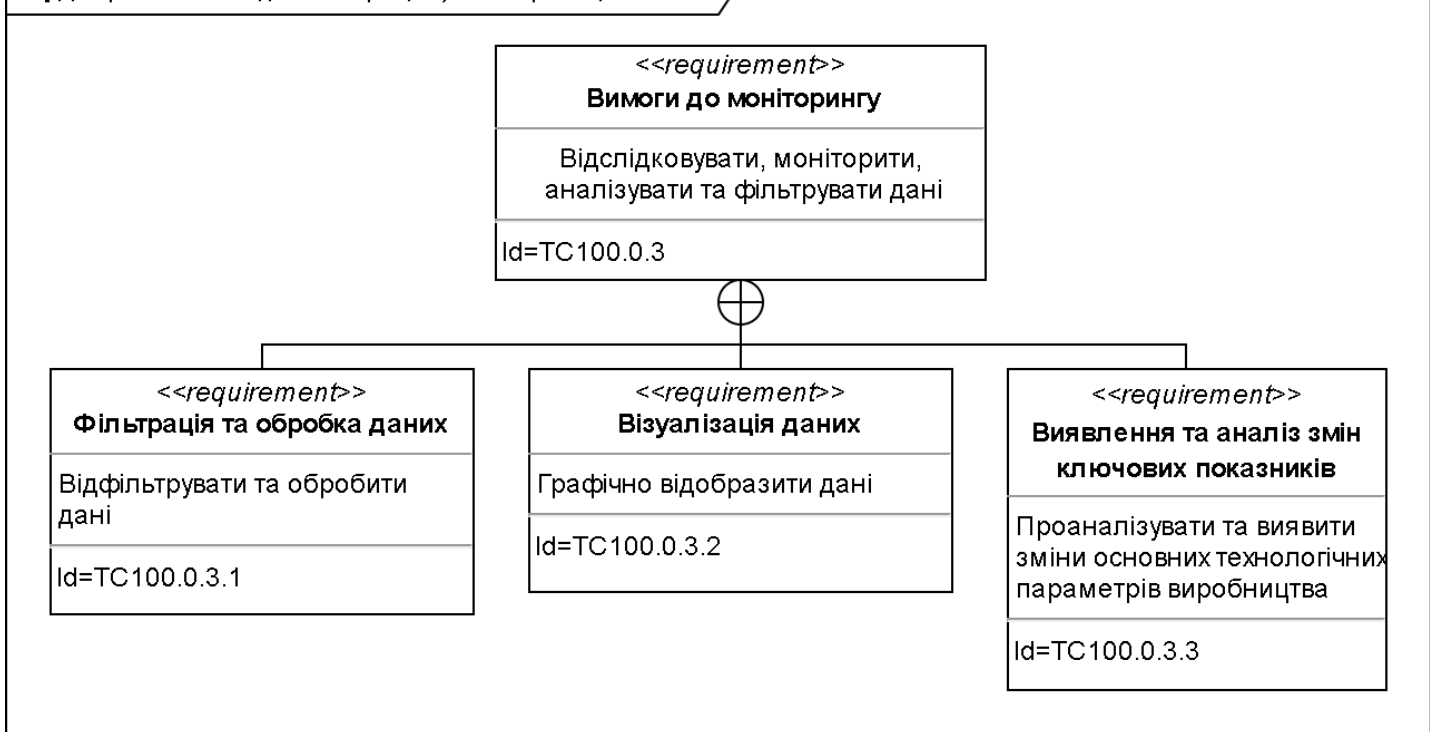 <<requirement>>
Вимоги до моніторингу
Відслідковувати, моніторити,
аналізувати та фільтрувати дані
Id=TC100.0.3
<<requirement>>
Фільтрація та обробка даних
Відфільтрувати та обробити
дані
Id=TC100.0.3.1
<<requirement>>
Візуалізація даних
Графічно відобразити дані
Id=TC100.0.3.2
<<requirement>>
Виявлення та аналіз змін
ключових показників
Проаналізувати та виявити
зміни основних технологічних
параметрів виробництва
Id=TC100.0.3.3